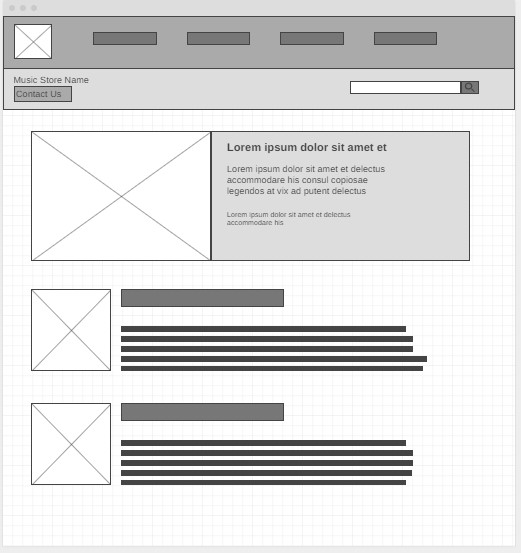 Music Store Name
Contact Us
Lorem ipsum dolor sit amet et
Lorem ipsum dolor sit amet et delectus
accommodare his consul copiosae
legendos at vix ad putent delectus
Lorem ipsum dolor sit amet et delectus
accommodare his